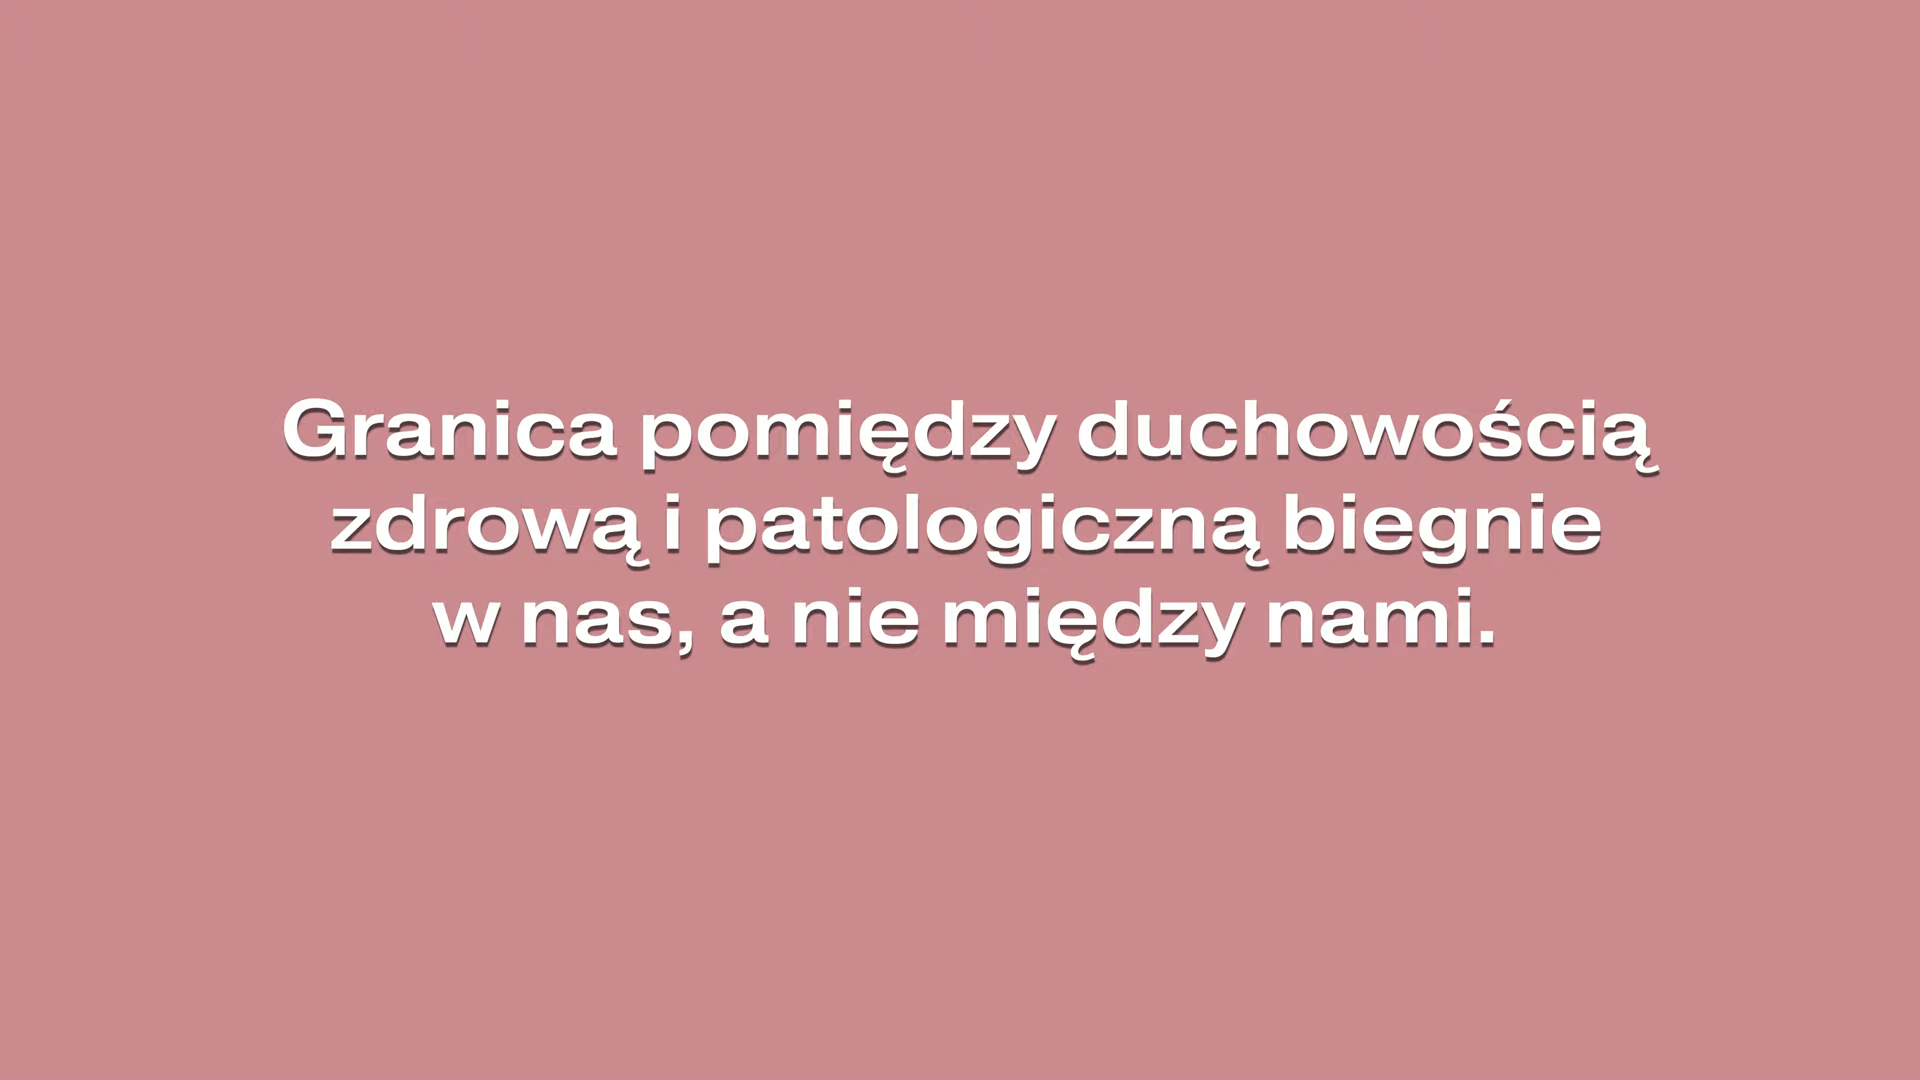 Granica pomiędzy duchowością
zdrową i patologiczną biegnie
w nas, a nie między nami.